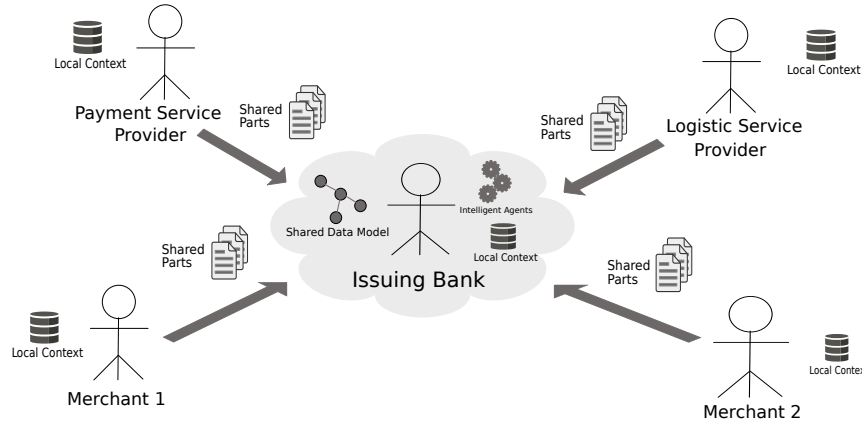 Local Context
Payment Service
Provider
Shared
Parts
Shared
Parts
Local Context
Logistic Service
Provider
Shared Data Model
Intelligent Agents
Local Context
Issuing Bank
Shared
Parts
Local Context
Merchant 1
Shared
Parts
Local Contex
Merchant 2